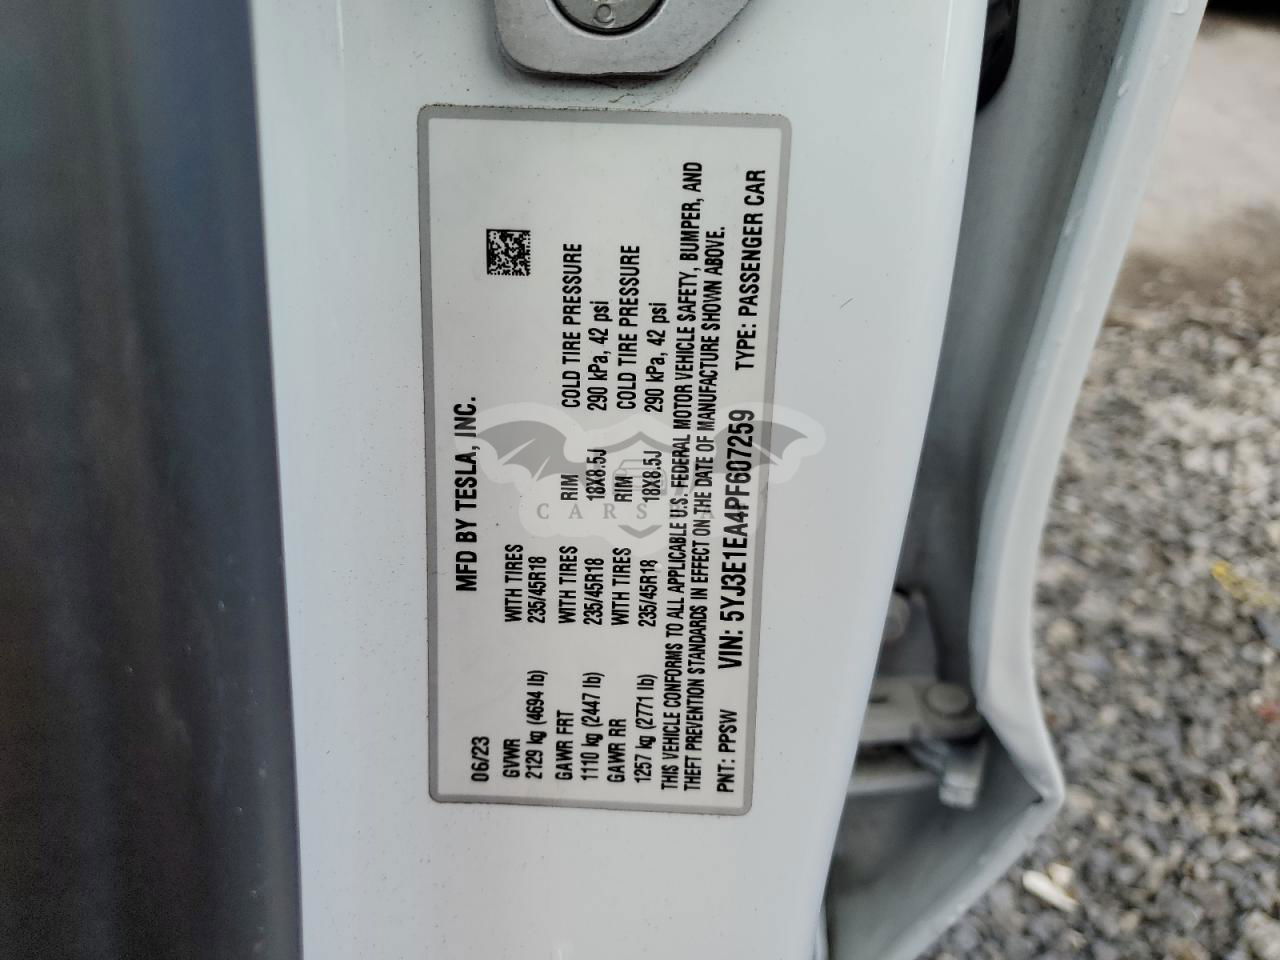 MFD BY TESLA, INC.
06/23
GVWR WITH TIRES
2129 kg (4694 lb) 235/45R18
GAWR FRT WITH TIRES RIM COLD TIRE PRESSURE
1110 kg (2447 lb) 235/45R18 18X8.5J 290 kPa, 42 psi
GAWR RR WITH TIRES RIM COLD TIRE PRESSURE
1257 kg (2771 lb) 235/45R18 18X8.5J 290 kPa, 42 psi
THIS VEHICLE CONFORMS TO ALL APPLICABLE U.S. FEDERAL MOTOR VEHICLE SAFETY, BUMPER, AND
THEFT PREVENTION STANDARDS IN EFFECT ON THE DATE OF MANUFACTURE SHOWN ABOVE.
PNT: PPSW VIN: 5YJ3E1EA4PF607259 TYPE: PASSENGER CAR
C